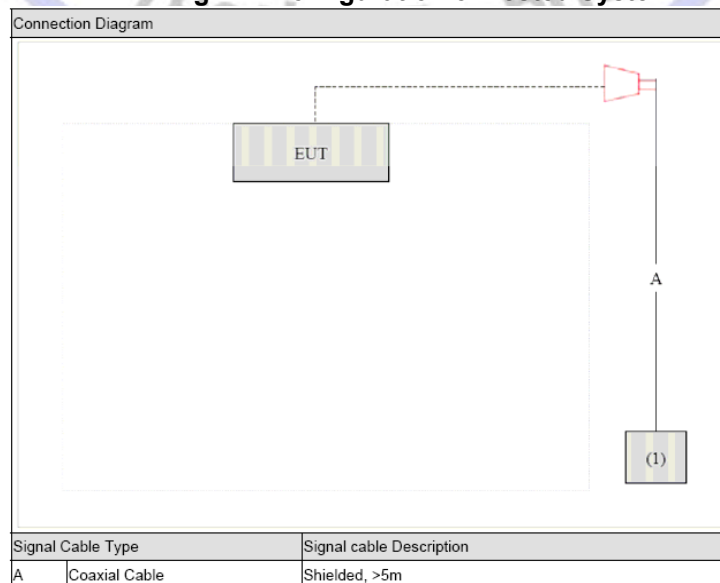 Connection Diagram
EUT
A
(1)
Signal Cable Type Signal cable Description
A Coaxial Cable Shielded, >5m